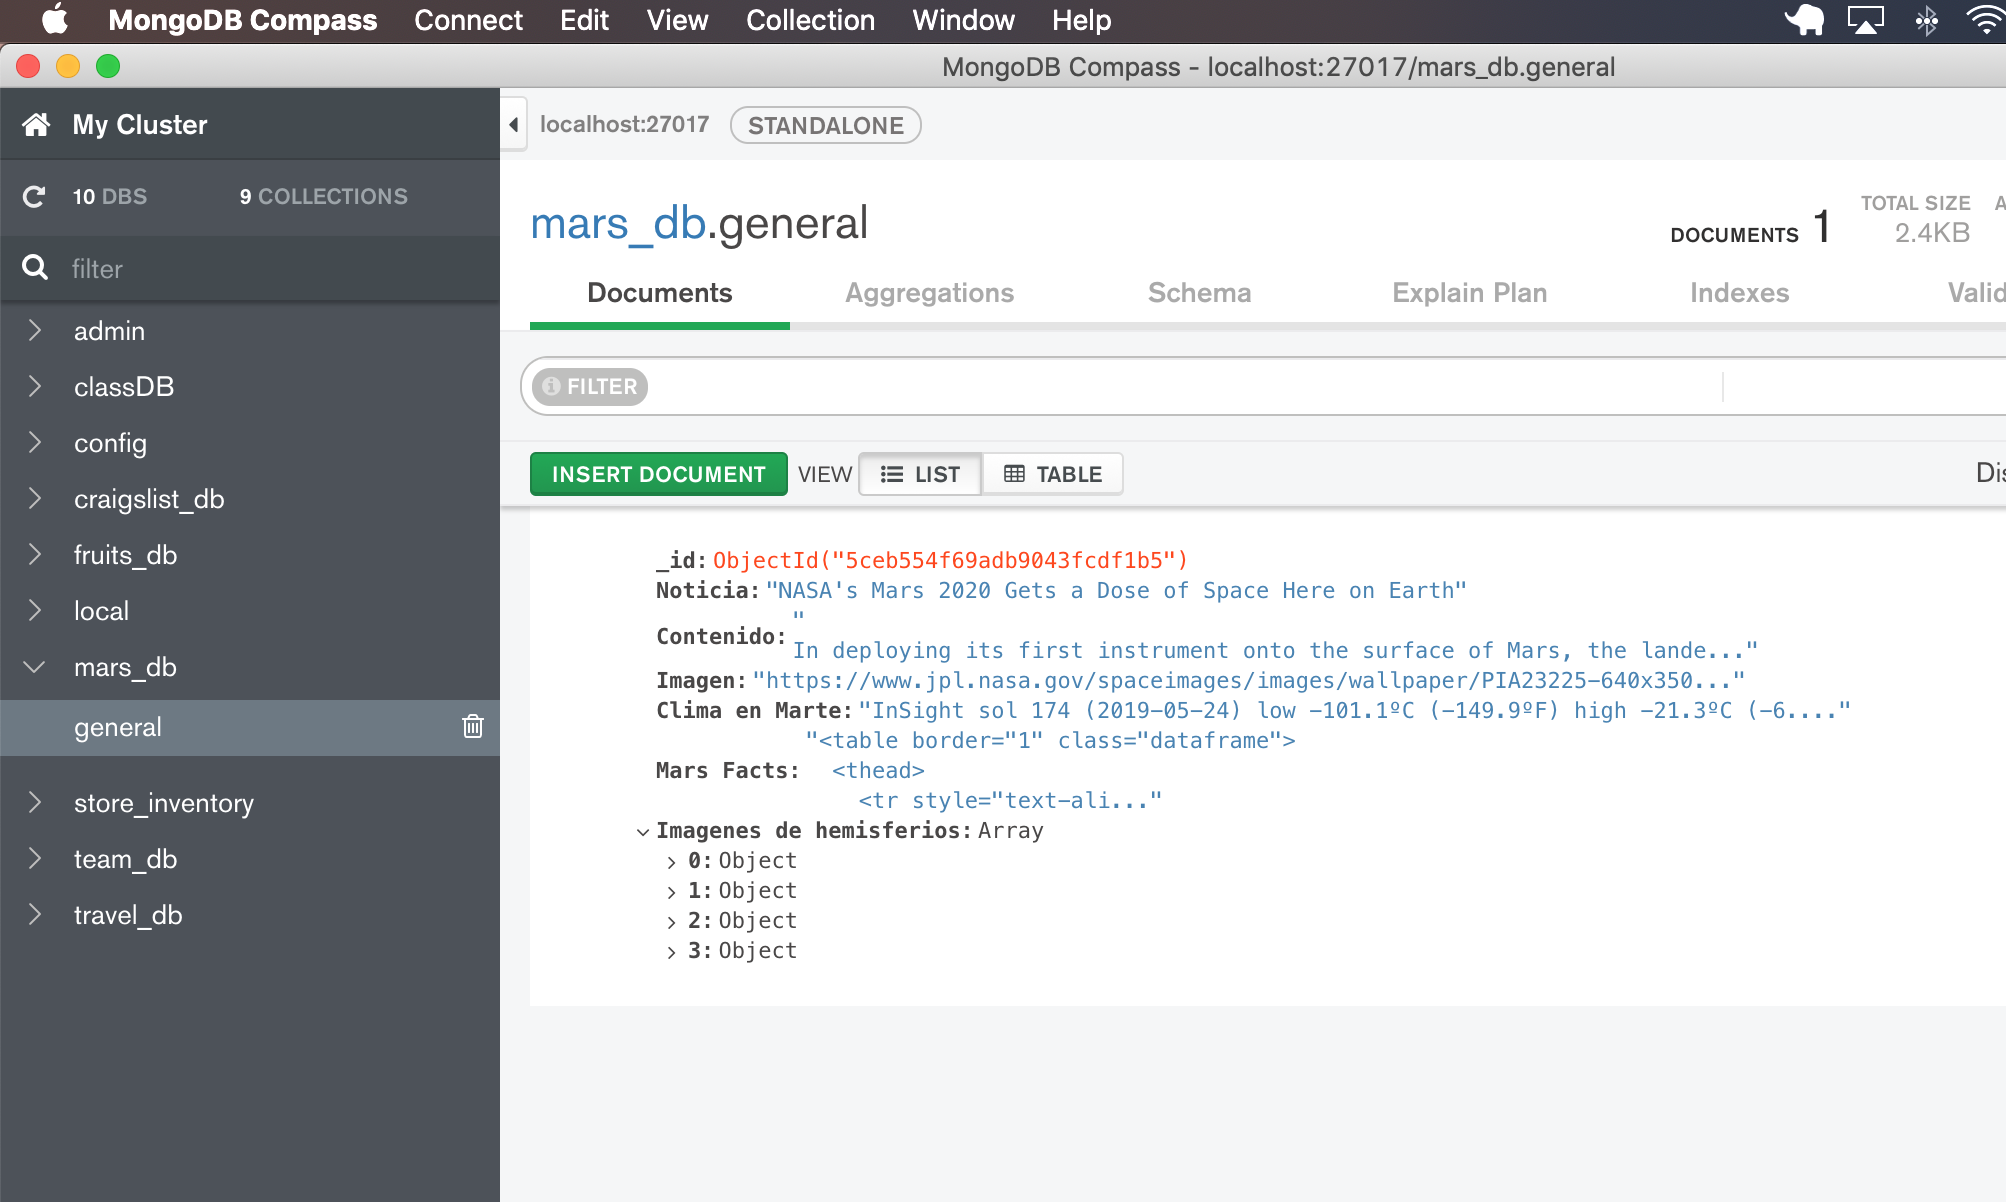 MongoDB Compass Connect Edit View Collection Window Help
MongoDB Compass - localhost:27017/mars_db.general
My Cluster
10 DBS 9 COLLECTIONS
filter
admin
classDB
config
craigslist_db
fruits_db
local
mars_db
general
store_inventory
team_db
travel_db
localhost:27017 STANDALONE
mars_db.general
DOCUMENTS 1 TOTAL SIZE A
2.4KB
Documents Aggregations Schema Explain Plan Indexes Valid
FILTER
INSERT DOCUMENT VIEW LIST TABLE Dis
_id: ObjectId("5ceb554f69adb9043fcdf1b5")
Noticia: "NASA's Mars 2020 Gets a Dose of Space Here on Earth"
"
Contenido:
In deploying its first instrument onto the surface of Mars, the lande..."
Imagen: "https://www.jpl.nasa.gov/spaceimages/images/wallpaper/PIA23225-640x350..."
Clima en Marte: "InSight sol 174 (2019-05-24) low -101.1ºC (-149.9ºF) high -21.3ºC (-6...."
"<table border="1" class="dataframe">
Mars Facts: <thead>
<tr style="text-ali..."
Imagenes de hemisferios: Array
0: Object
1: Object
2: Object
3: Object